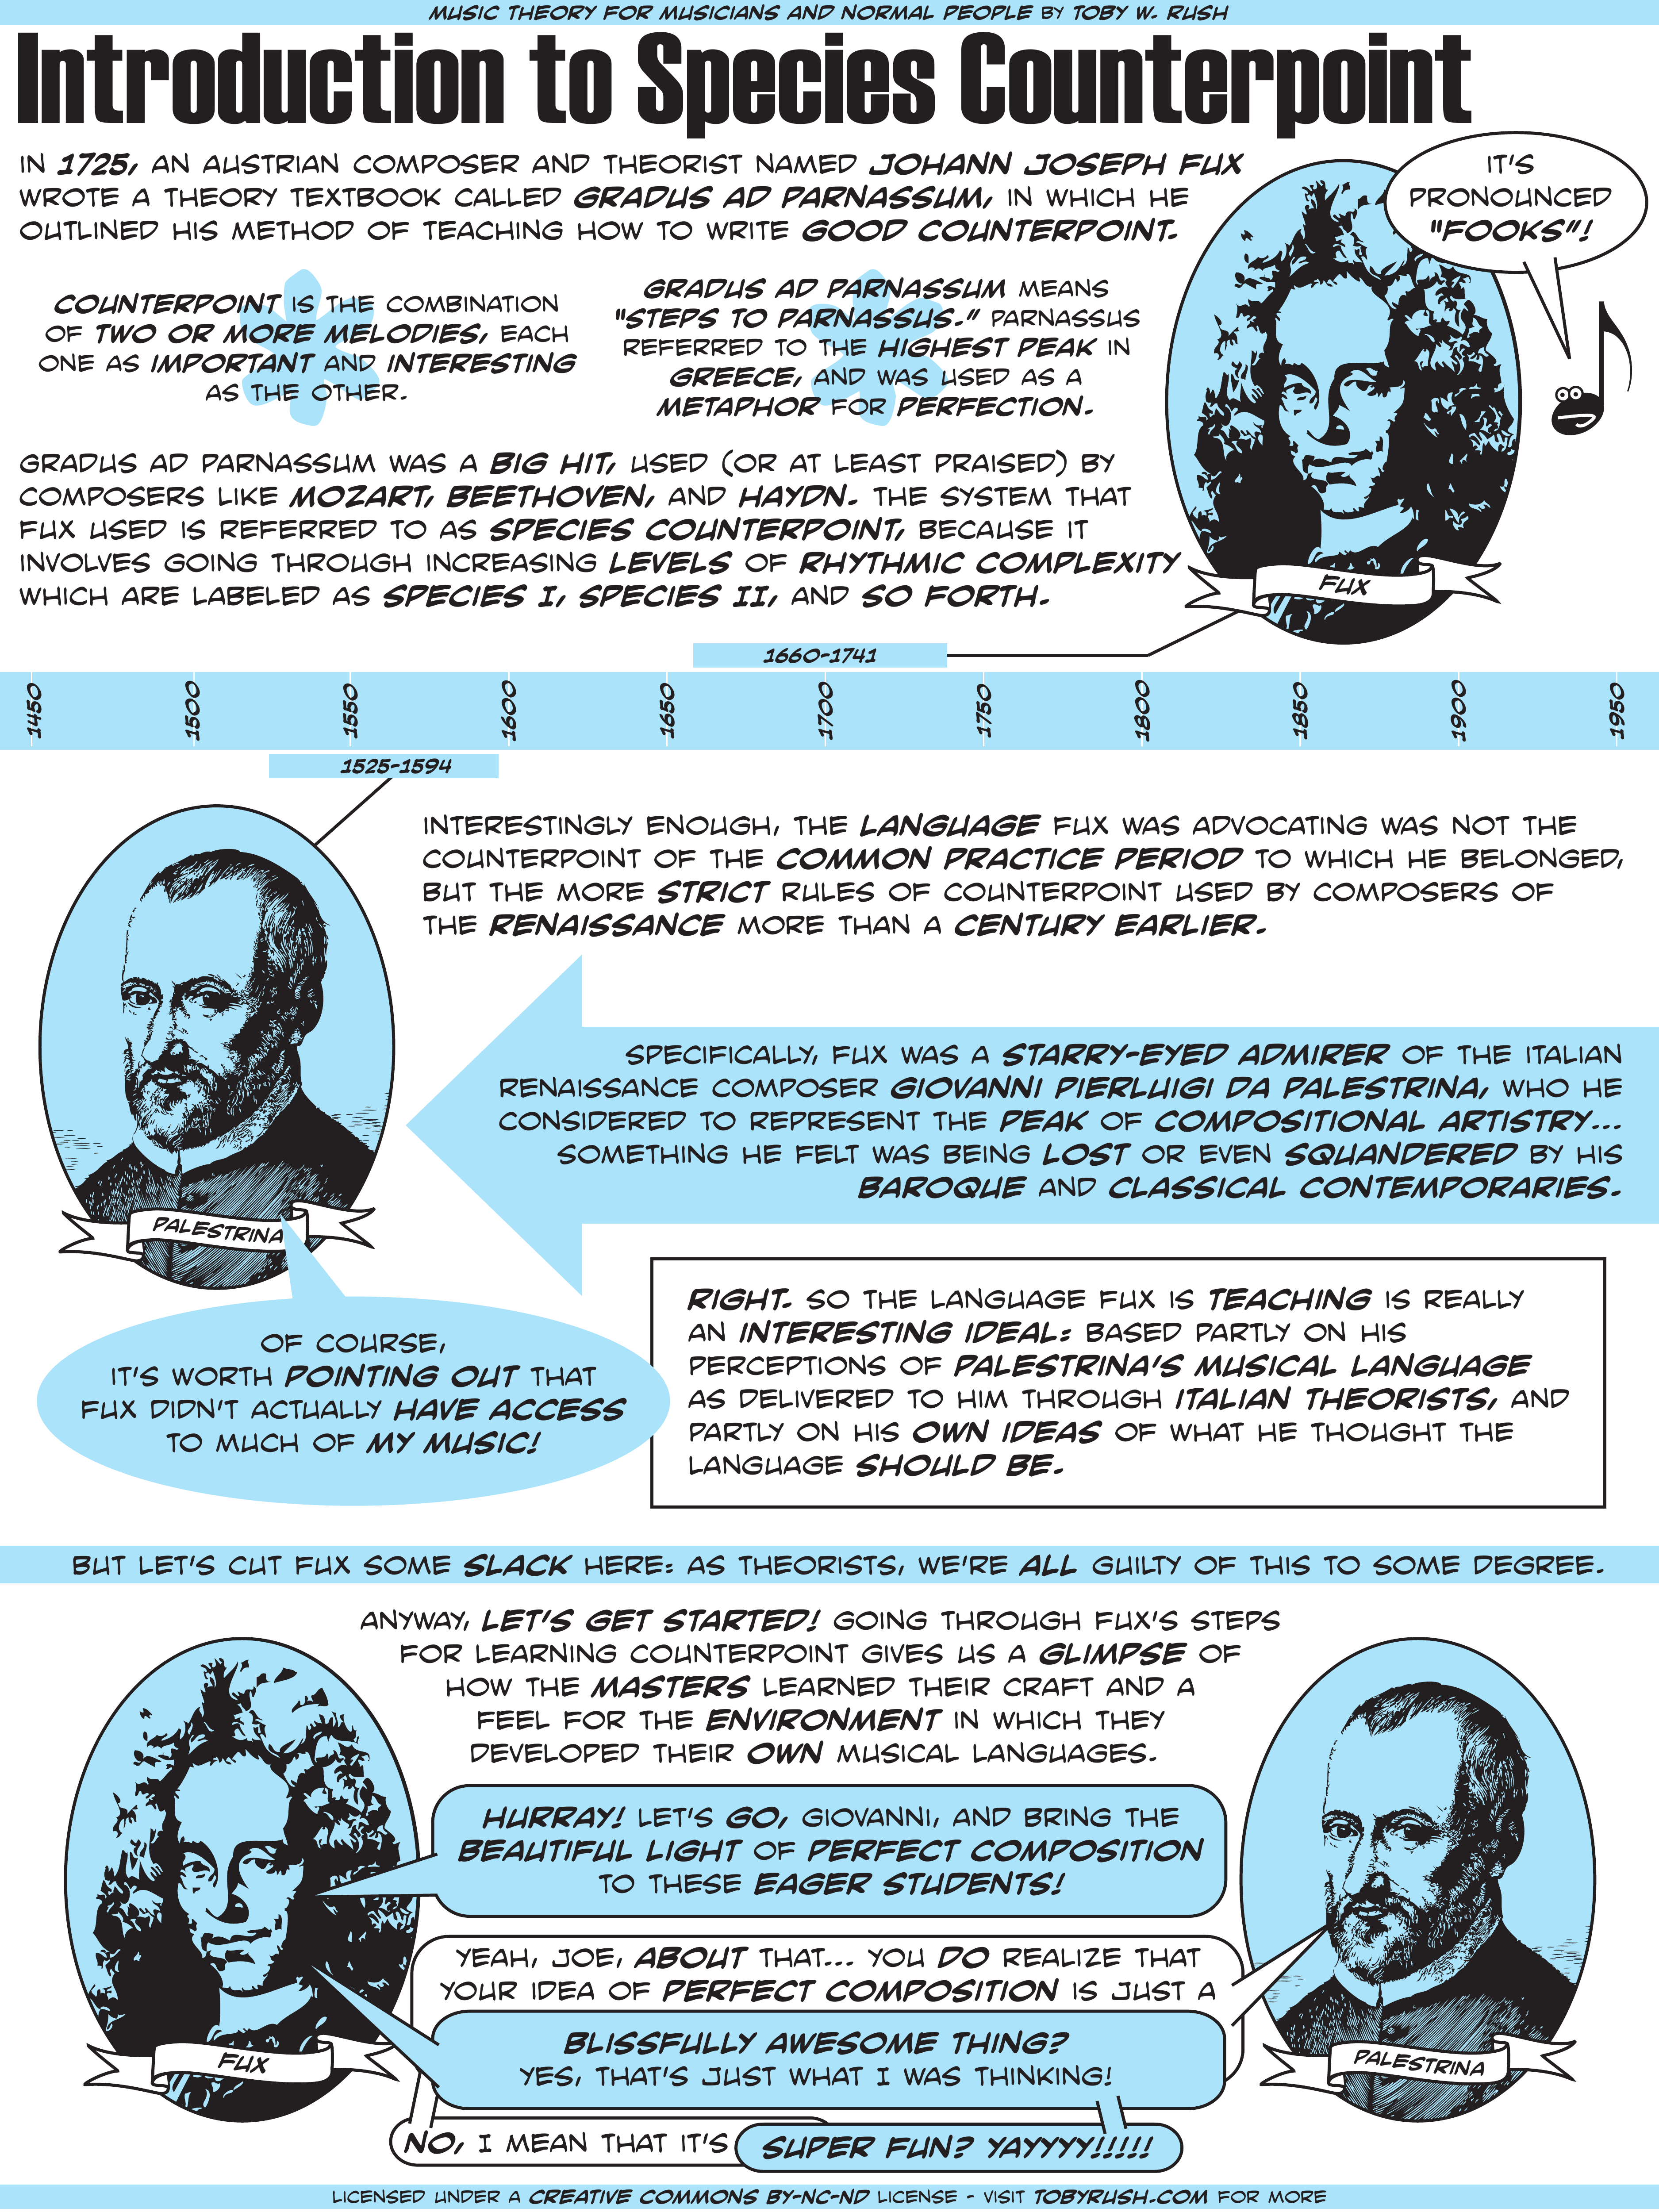 MUSIC THEORY FOR MUSICIANS AND NORMAL PEOPLE BY TOBY W. RUSH
Introduction to Species Counterpoint
IN 1725, AN AUSTRIAN COMPOSER AND THEORIST NAMED JOHANN JOSEPH FUX
WROTE A THEORY TEXTBOOK CALLED GRADUS AD PARNASSUM, IN WHICH HE
OUTLINED HIS METHOD OF TEACHING HOW TO WRITE GOOD COUNTERPOINT.
IT'S
PRONOUNCED
"FOOKS"!
COUNTERPOINT IS THE COMBINATION
OF TWO OR MORE MELODIES, EACH
ONE AS IMPORTANT AND INTERESTING
AS THE OTHER.
GRADUS AD PARNASSUM MEANS
"STEPS TO PARNASSUS." PARNASSUS
REFERRED TO THE HIGHEST PEAK IN
GREECE, AND WAS USED AS A
METAPHOR FOR PERFECTION.
GRADUS AD PARNASSUM WAS A BIG HIT, USED (OR AT LEAST PRAISED) BY
COMPOSERS LIKE MOZART, BEETHOVEN, AND HAYDN. THE SYSTEM THAT
FUX USED IS REFERRED TO AS SPECIES COUNTERPOINT, BECAUSE IT
INVOLVES GOING THROUGH INCREASING LEVELS OF RHYTHMIC COMPLEXITY
WHICH ARE LABELED AS SPECIES I, SPECIES II, AND SO FORTH.
FUX
1660-1741
1450 1500 1550 1600 1650 1700 1750 1800 1850 1900 1950
1525-1594
INTERESTINGLY ENOUGH, THE LANGUAGE FUX WAS ADVOCATING WAS NOT THE
COUNTERPOINT OF THE COMMON PRACTICE PERIOD TO WHICH HE BELONGED,
BUT THE MORE STRICT RULES OF COUNTERPOINT USED BY COMPOSERS OF
THE RENAISSANCE MORE THAN A CENTURY EARLIER.
SPECIFICALLY, FUX WAS A STARRY-EYED ADMIRER OF THE ITALIAN
RENAISSANCE COMPOSER GIOVANNI PIERLUIGI DA PALESTRINA, WHO HE
CONSIDERED TO REPRESENT THE PEAK OF COMPOSITIONAL ARTISTRY...
SOMETHING HE FELT WAS BEING LOST OR EVEN SQUANDERED BY HIS
BAROQUE AND CLASSICAL CONTEMPORARIES.
PALESTRINA
OF COURSE,
IT'S WORTH POINTING OUT THAT
FUX DIDN'T ACTUALLY HAVE ACCESS
TO MUCH OF MY MUSIC!
RIGHT. SO THE LANGUAGE FUX IS TEACHING IS REALLY
AN INTERESTING IDEAL: BASED PARTLY ON HIS
PERCEPTIONS OF PALESTRINA'S MUSICAL LANGUAGE
AS DELIVERED TO HIM THROUGH ITALIAN THEORISTS, AND
PARTLY ON HIS OWN IDEAS OF WHAT HE THOUGHT THE
LANGUAGE SHOULD BE.
BUT LET'S CUT FUX SOME SLACK HERE: AS THEORISTS, WE'RE ALL GUILTY OF THIS TO SOME DEGREE.
ANYWAY, LET'S GET STARTED! GOING THROUGH FUX'S STEPS
FOR LEARNING COUNTERPOINT GIVES US A GLIMPSE OF
HOW THE MASTERS LEARNED THEIR CRAFT AND A
FEEL FOR THE ENVIRONMENT IN WHICH THEY
DEVELOPED THEIR OWN MUSICAL LANGUAGES.
HURRAY! LET'S GO, GIOVANNI, AND BRING THE
BEAUTIFUL LIGHT OF PERFECT COMPOSITION
TO THESE EAGER STUDENTS!
YEAH, JOE, ABOUT THAT... YOU DO REALIZE THAT
YOUR IDEA OF PERFECT COMPOSITION IS JUST A
BLISSFULLY AWESOME THING?
YES, THAT'S JUST WHAT I WAS THINKING!
FUX
PALESTRINA
NO, I MEAN THAT IT'S
SUPER FUN? YAYYYY!!!!!
LICENSED UNDER A CREATIVE COMMONS BY-NC-ND LICENSE - VISIT TOBYRUSH.COM FOR MORE